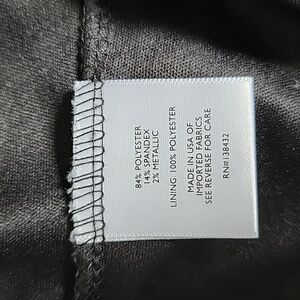 84% POLYESTER
14% SPANDEX
2% METALLIC
LINING: 100% POLYESTER
MADE IN USA OF
IMPORTED FABRICS
SEE REVERSE FOR CARE
RN#138432